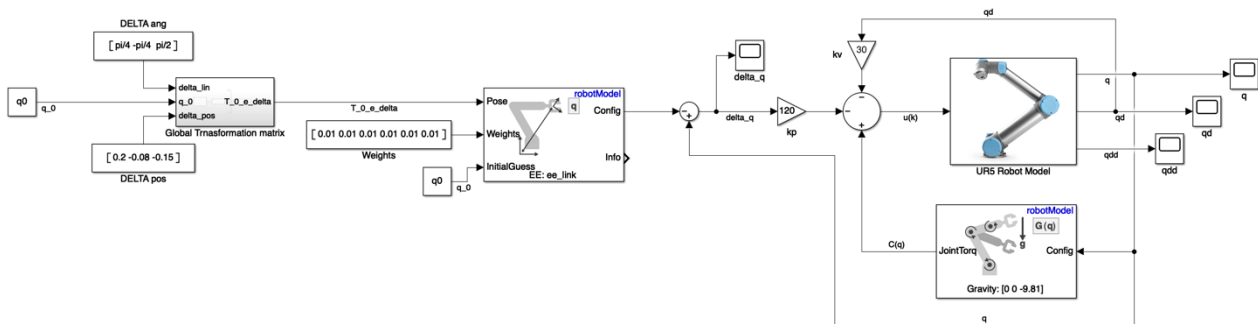 DELTA ang
[ pi/4 -pi/4 pi/2 ]
q0
q_0
delta_lin
q_0
delta_pos
T_0_e_delta
Global Trnasformation matrix
[ 0.2 -0.08 -0.15 ]
DELTA pos
T_0_e_delta
[ 0.01 0.01 0.01 0.01 0.01 0.01 ]
Weights
q0
q_0
robotModel
Pose
Weights
InitialGuess
q
Config
Info
EE: ee_link
delta_q
delta_q
120
kp
qd
30
kv
u(k)
UR5 Robot Model
q
qd
qdd
q
qd
qdd
robotModel
G(q)
g
JointTorq
Config
Gravity: [0 0 -9.81]
C(q)
q